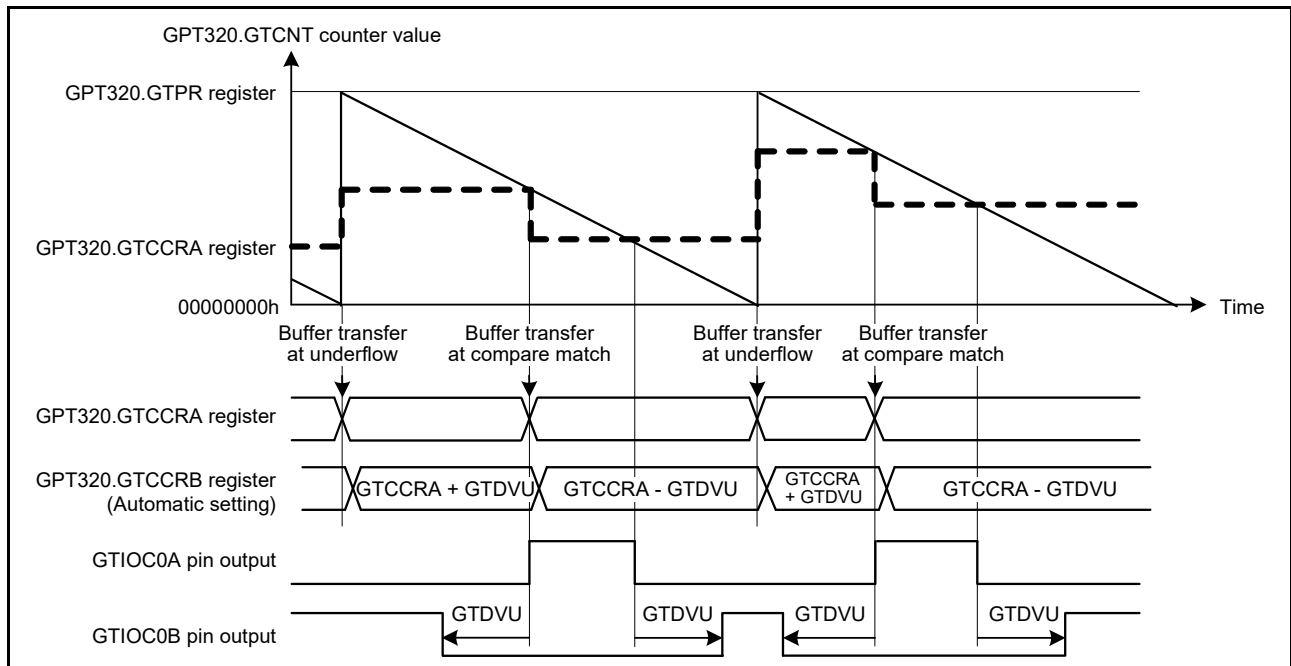 GPT320.GTCNT counter value
GPT320.GTPR register
GPT320.GTCCRA register
00000000h
Time
Buffer transfer
at underflow
Buffer transfer
at compare match
Buffer transfer
at underflow
Buffer transfer
at compare match
GPT320.GTCCRA register
GPT320.GTCCRB register
(Automatic setting)
GTCCRA + GTDVU
GTCCRA - GTDVU
GTCCRA
+ GTDVU
GTCCRA - GTDVU
GTIOC0A pin output
GTIOC0B pin output
GTDVU
GTDVU
GTDVU
GTDVU